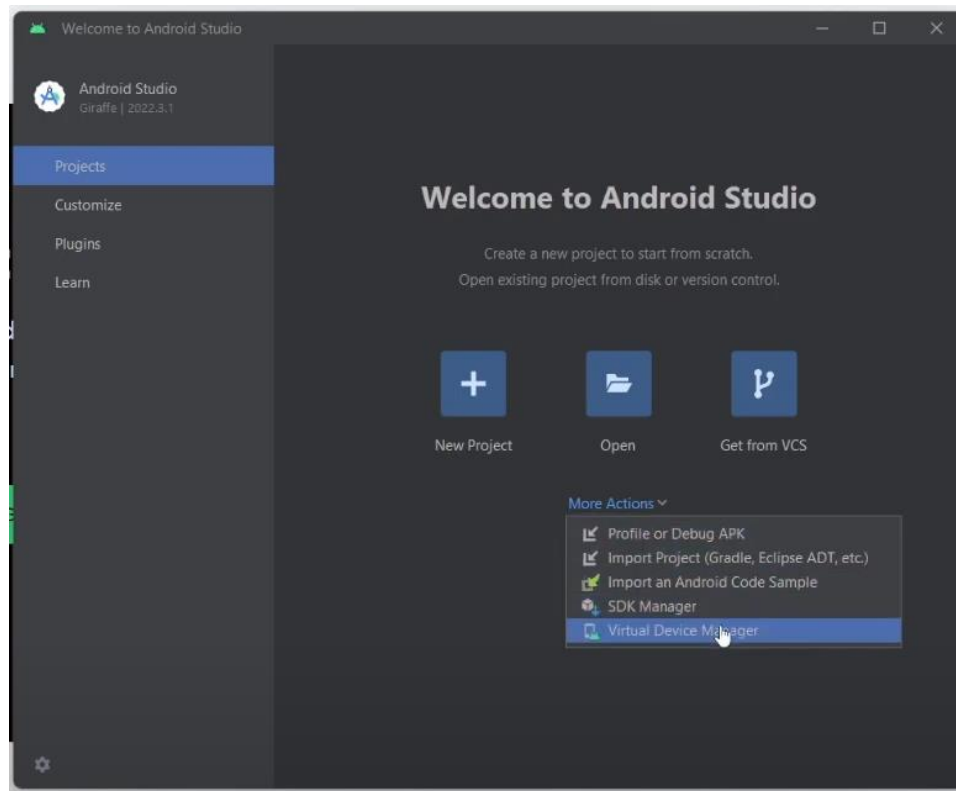 Welcome to Android Studio
Android Studio
Giraffe | 2022.3.1
Projects
Customize
Plugins
Learn
Welcome to Android Studio
Create a new project to start from scratch.
Open existing project from disk or version control.
New Project
Open
Get from VCS
More Actions
Profile or Debug APK
Import Project (Gradle, Eclipse ADT, etc.)
Import an Android Code Sample
SDK Manager
Virtual Device Manager